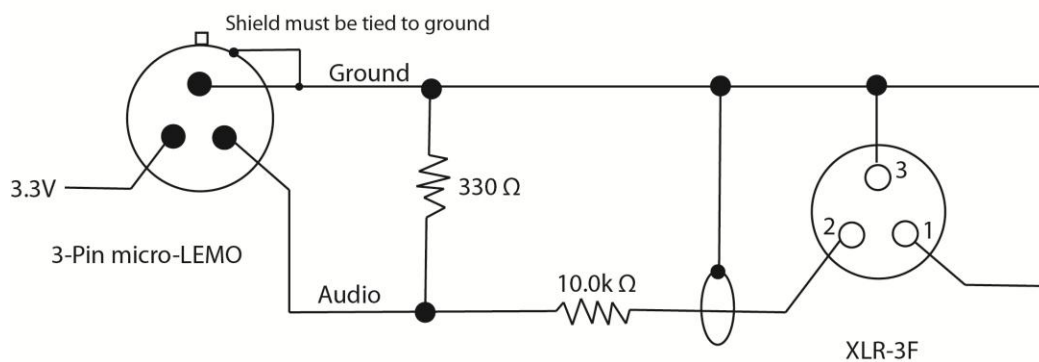 Shield must be tied to ground
Ground
3.3V
330 Ω
3
2
1
3-Pin micro-LEMO
Audio
10.0k Ω
XLR-3F